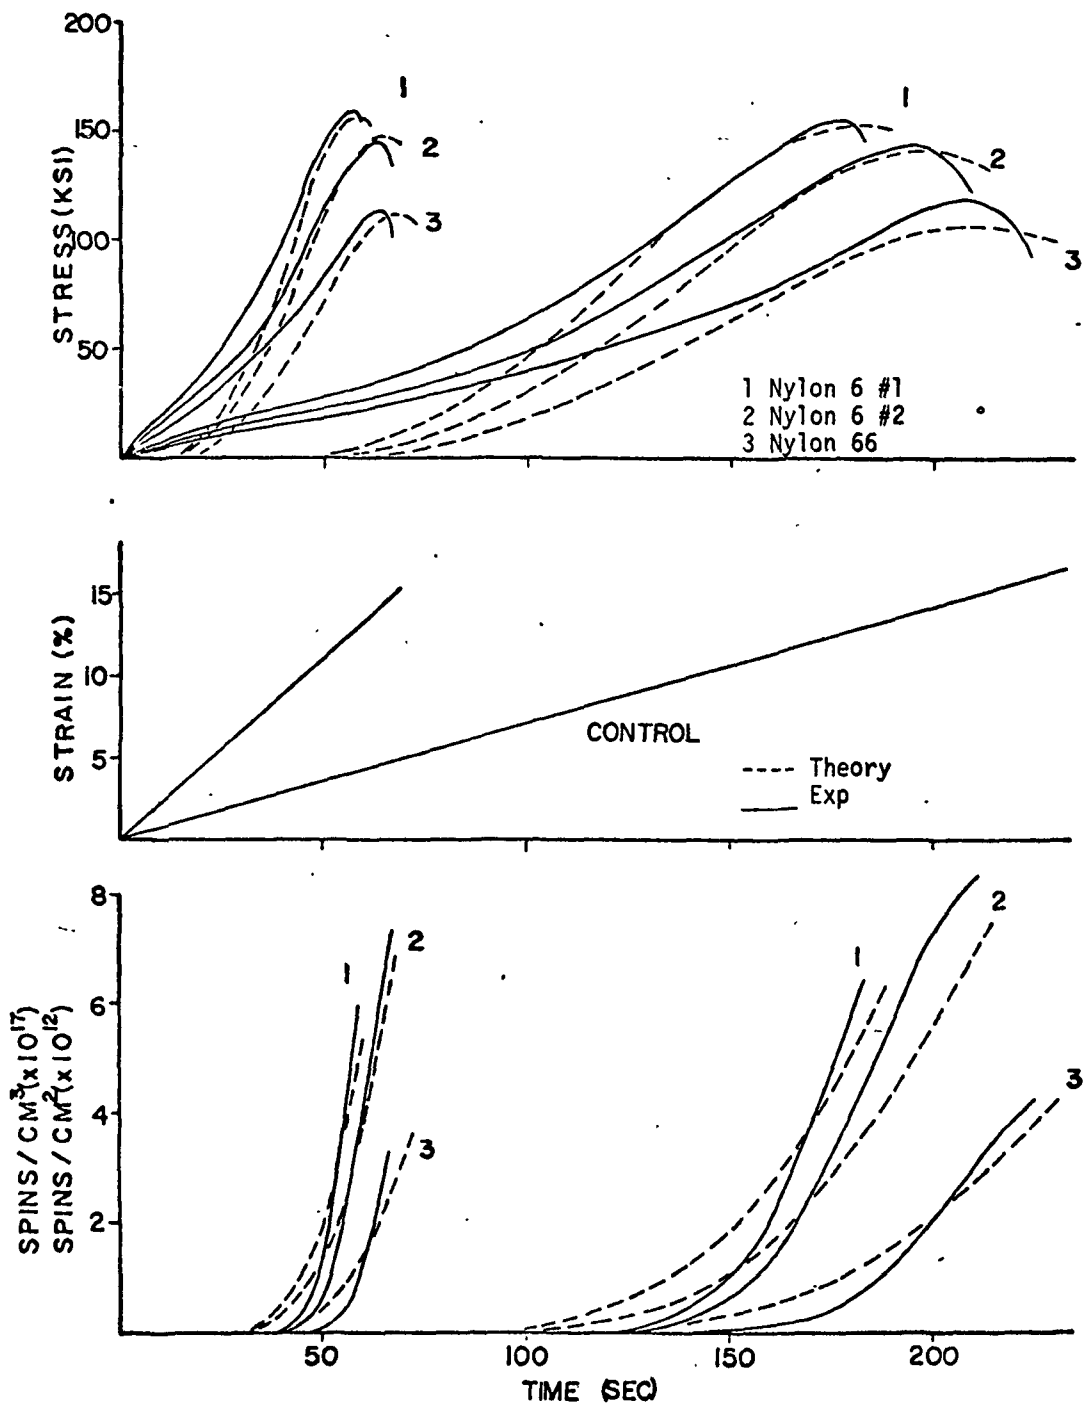 200
150
100
50
STRESS (KSI)
1
2
3
1
2
3
1 Nylon 6 #1
2 Nylon 6 #2
3 Nylon 66
15
10
5
STRAIN (%)
CONTROL
Theory
Exp
8
6
4
2
SPINS / CM³ (x10¹⁷)
SPINS / CM² (x10¹²)
1
2
3
1
2
3
50 100 150 200
TIME (SEC)